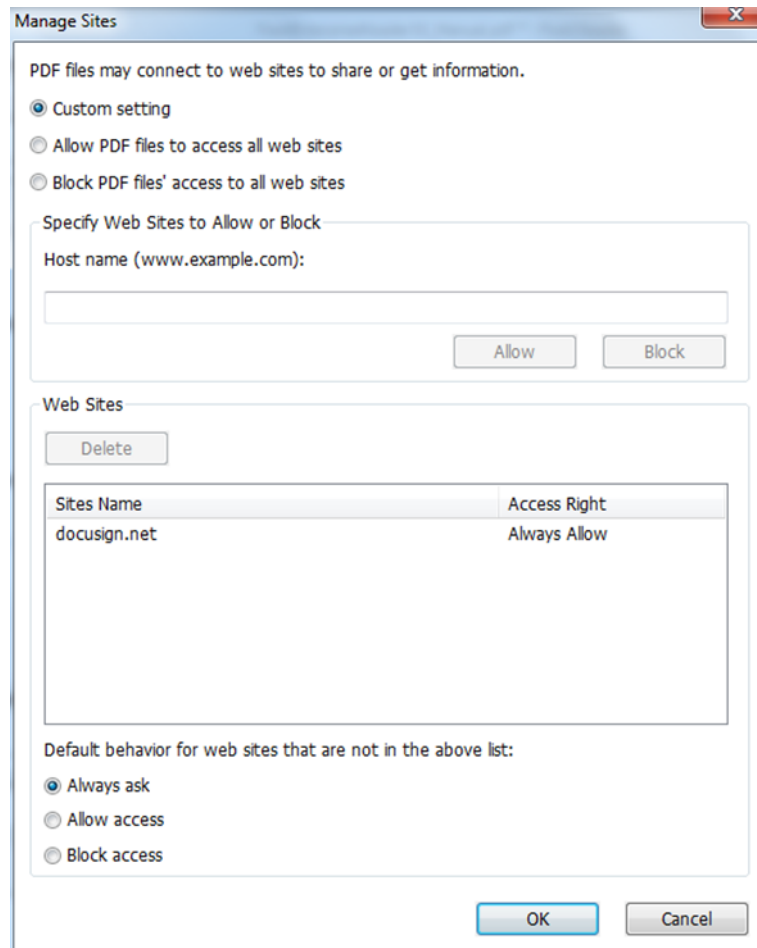 Manage Sites
PDF files may connect to web sites to share or get information.
Custom setting
Allow PDF files to access all web sites
Block PDF files' access to all web sites
Specify Web Sites to Allow or Block
Host name (www.example.com):
Allow Block
Web Sites
Delete
Sites Name Access Right
docusign.net Always Allow
Default behavior for web sites that are not in the above list:
Always ask
Allow access
Block access
OK Cancel